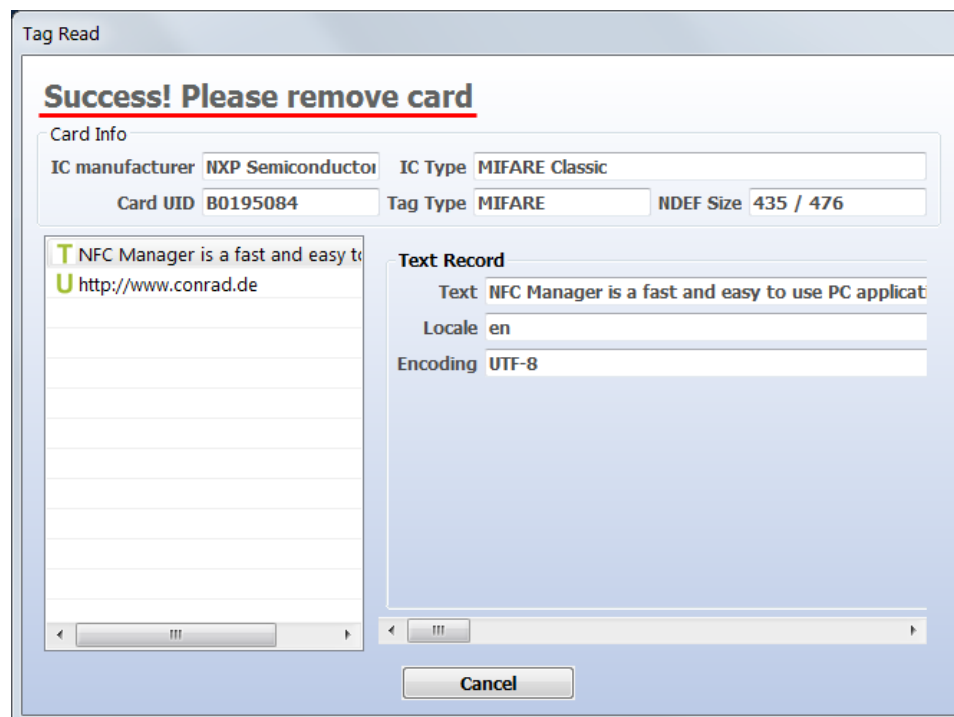 Tag Read
Success! Please remove card
Card Info
IC manufacturer NXP Semiconductor IC Type MIFARE Classic
Card UID B0195084 Tag Type MIFARE NDEF Size 435 / 476
T NFC Manager is a fast and easy to
U http://www.conrad.de
Text Record
Text NFC Manager is a fast and easy to use PC applicati
Locale en
Encoding UTF-8
Cancel